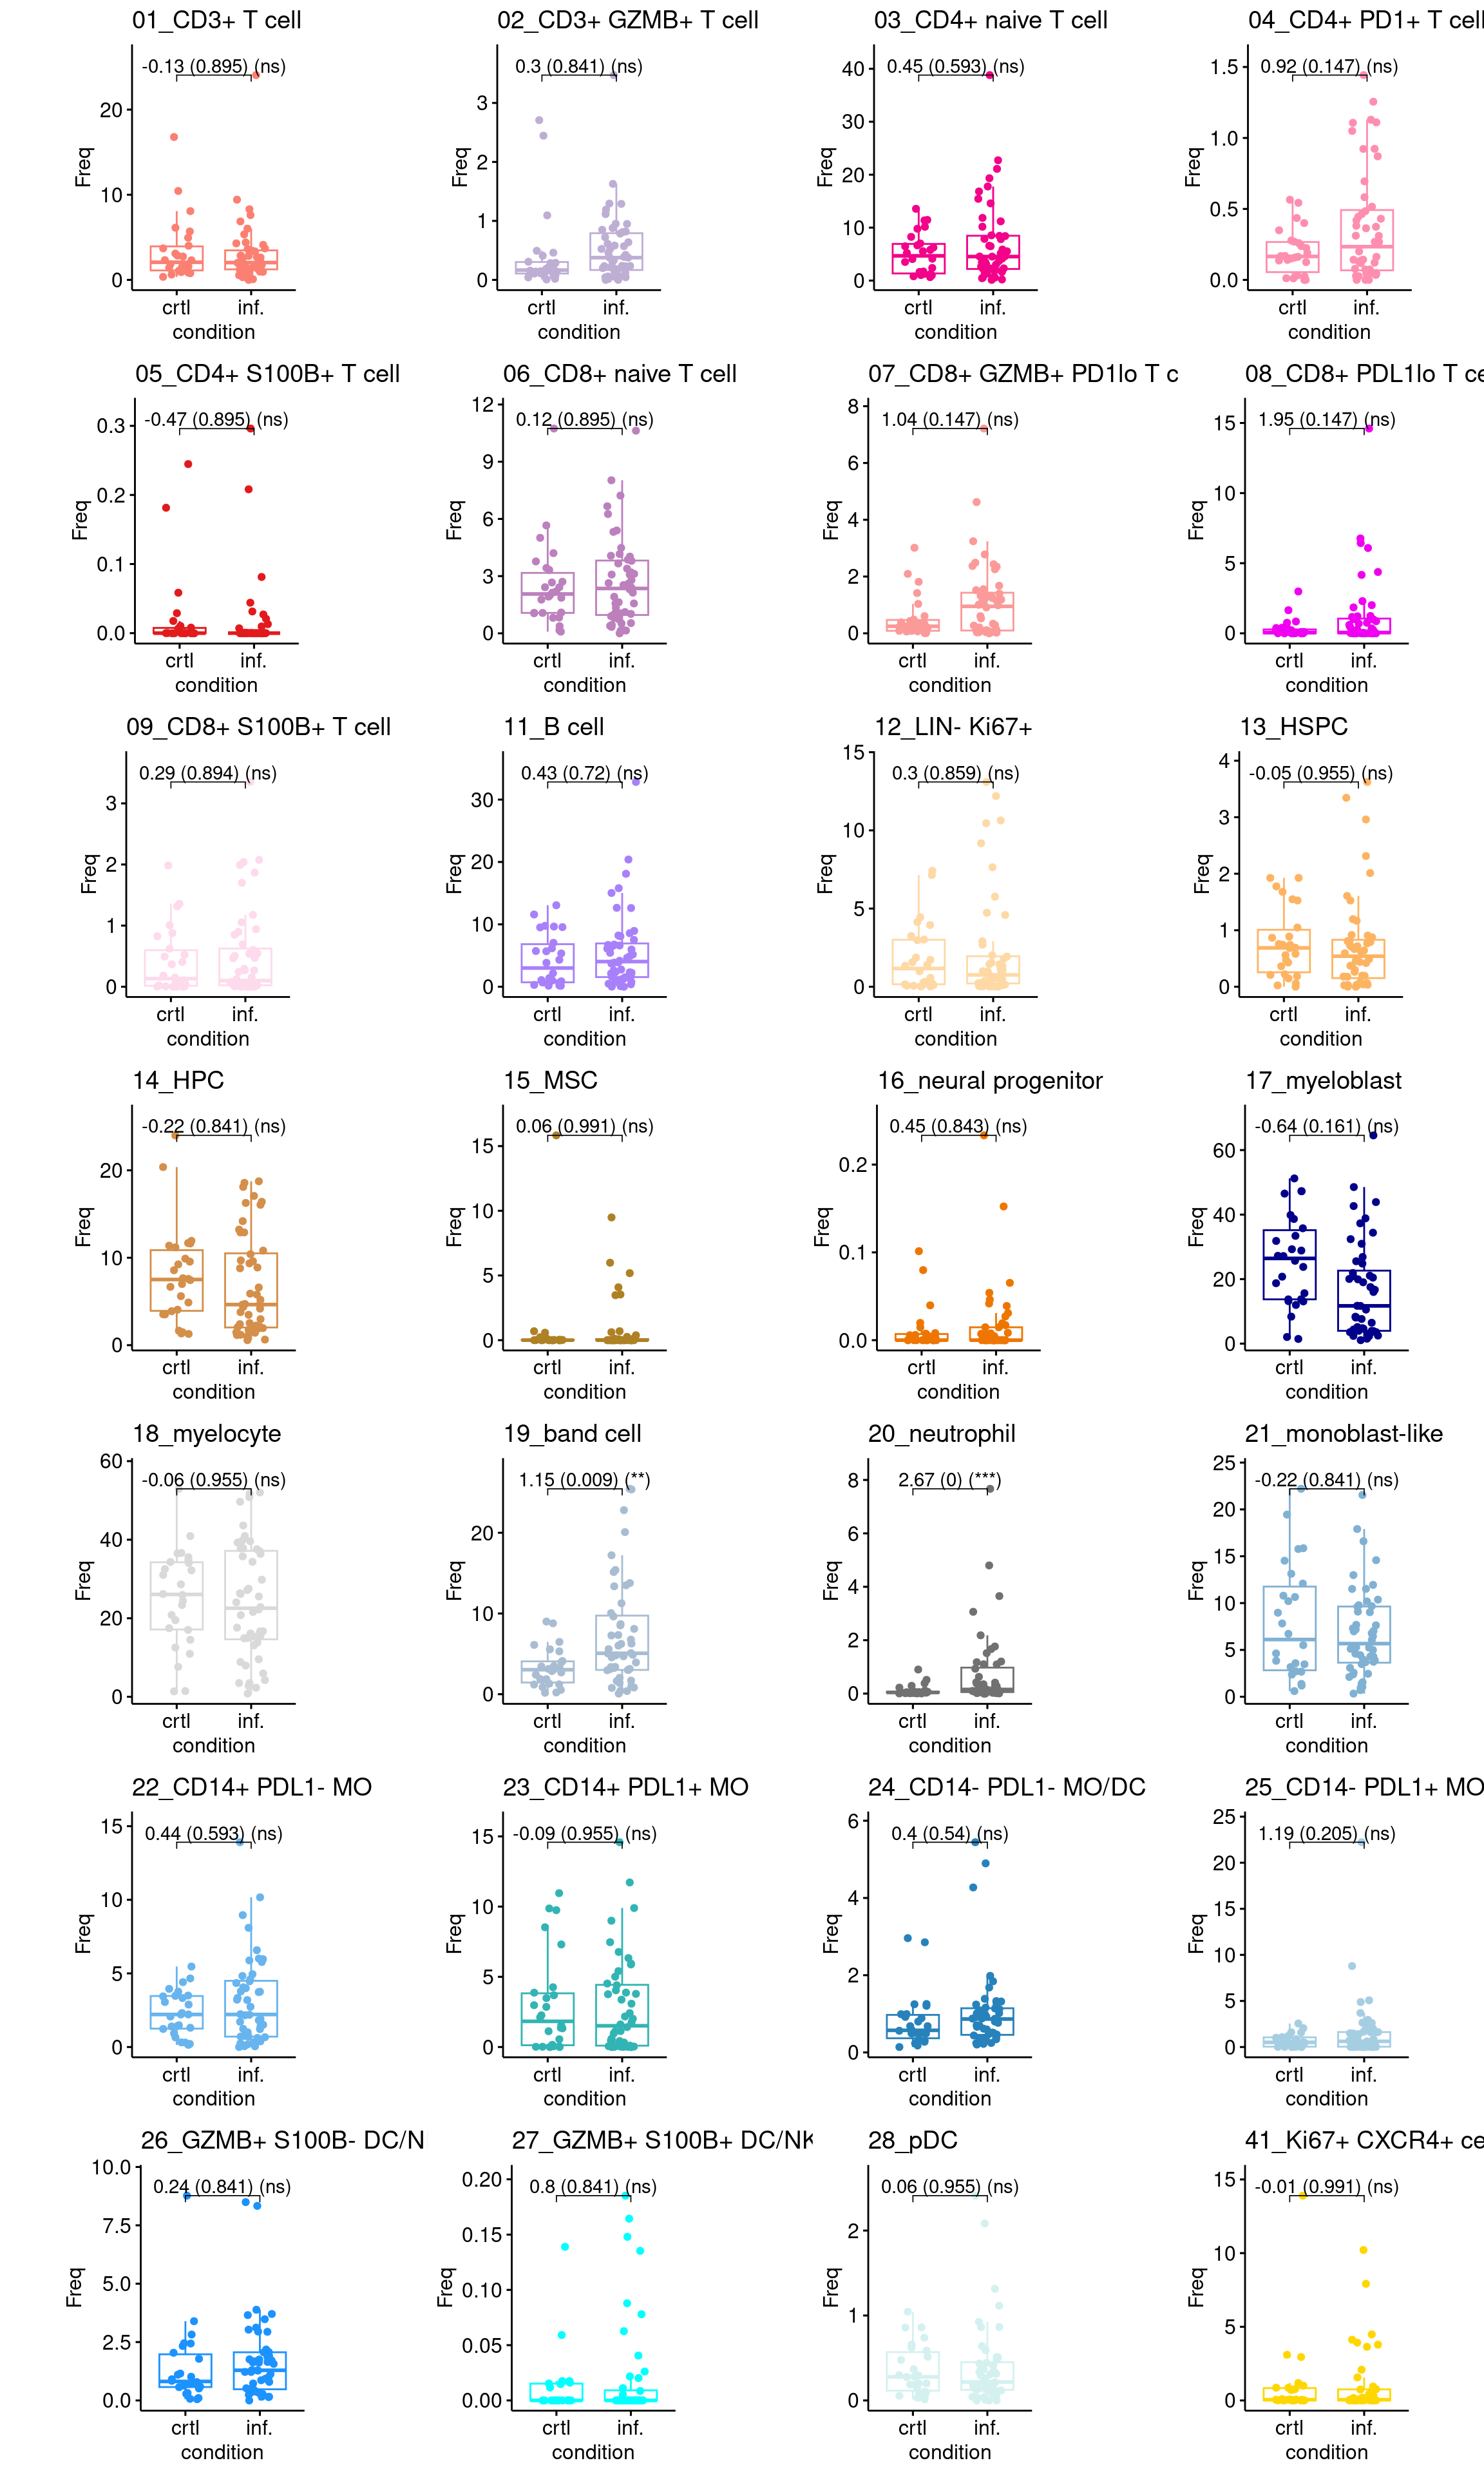 01_CD3+ T cell
02_CD3+ GZMB+ T cell
03_CD4+ naive T cell
04_CD4+ PD1+ T cell
-0.13 (0.895) (ns)
0.3 (0.841) (ns)
0.45 (0.593) (ns)
0.92 (0.147) (ns)
Freq 20 10 0
Freq 3 2 1 0
Freq 40 30 20 10 0
Freq 1.5 1.0 0.5 0.0
crtl inf. crtl inf. crtl inf. crtl inf.
condition condition condition condition
05_CD4+ S100B+ T cell
06_CD8+ naive T cell
07_CD8+ GZMB+ PD1lo T c
08_CD8+ PDL1lo T ce
-0.47 (0.895) (ns)
0.12 (0.895) (ns)
1.04 (0.147) (ns)
1.95 (0.147) (ns)
Freq 0.3 0.2 0.1 0.0
Freq 12 9 6 3 0
Freq 8 6 4 2 0
Freq 15 10 5 0
crtl inf. crtl inf. crtl inf. crtl inf.
condition condition condition condition
09_CD8+ S100B+ T cell
11_B cell
12_LIN- Ki67+
13_HSPC
0.29 (0.894) (ns)
0.43 (0.72) (ns)
0.3 (0.859) (ns)
-0.05 (0.955) (ns)
Freq 3 2 1 0
Freq 30 20 10 0
Freq 15 10 5 0
Freq 4 3 2 1 0
crtl inf. crtl inf. crtl inf. crtl inf.
condition condition condition condition
14_HPC
15_MSC
16_neural progenitor
17_myeloblast
-0.22 (0.841) (ns)
0.06 (0.991) (ns)
0.45 (0.843) (ns)
-0.64 (0.161) (ns)
Freq 20 10 0
Freq 15 10 5 0
Freq 0.2 0.1 0.0
Freq 60 40 20 0
crtl inf. crtl inf. crtl inf. crtl inf.
condition condition condition condition
18_myelocyte
19_band cell
20_neutrophil
21_monoblast-like
-0.06 (0.955) (ns)
1.15 (0.009) (**)
2.67 (0) (***)
-0.22 (0.841) (ns)
Freq 60 40 20 0
Freq 20 10 0
Freq 8 6 4 2 0
Freq 25 20 15 10 5 0
crtl inf. crtl inf. crtl inf. crtl inf.
condition condition condition condition
22_CD14+ PDL1- MO
23_CD14+ PDL1+ MO
24_CD14- PDL1- MO/DC
25_CD14- PDL1+ MO
0.44 (0.593) (ns)
-0.09 (0.955) (ns)
0.4 (0.54) (ns)
1.19 (0.205) (ns)
Freq 15 10 5 0
Freq 15 10 5 0
Freq 6 4 2 0
Freq 25 20 15 10 5 0
crtl inf. crtl inf. crtl inf. crtl inf.
condition condition condition condition
26_GZMB+ S100B- DC/N
27_GZMB+ S100B+ DC/NK
28_pDC
41_Ki67+ CXCR4+ ce
0.24 (0.841) (ns)
0.8 (0.841) (ns)
0.06 (0.955) (ns)
-0.01 (0.991) (ns)
Freq 10.0 7.5 5.0 2.5 0.0
Freq 0.20 0.15 0.10 0.05 0.00
Freq 2 1 0
Freq 15 10 5 0
crtl inf. crtl inf. crtl inf. crtl inf.
condition condition condition condition